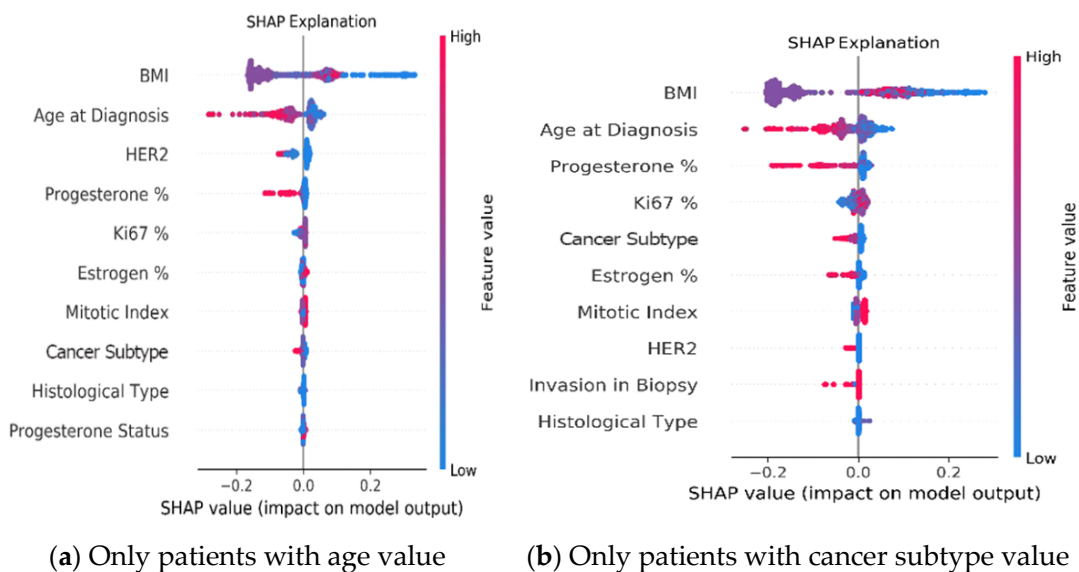 SHAP Explanation
High
BMI
Age at Diagnosis
HER2
Progesterone %
Ki67 %
Estrogen %
Mitotic Index
Cancer Subtype
Histological Type
Progesterone Status
Feature value
Low
−0.2 0.0 0.2
SHAP value (impact on model output)
(a) Only patients with age value
SHAP Explanation
High
BMI
Age at Diagnosis
Progesterone %
Ki67 %
Cancer Subtype
Estrogen %
Mitotic Index
HER2
Invasion in Biopsy
Histological Type
Feature value
Low
−0.2 0.0 0.2
SHAP value (impact on model output)
(b) Only patients with cancer subtype value